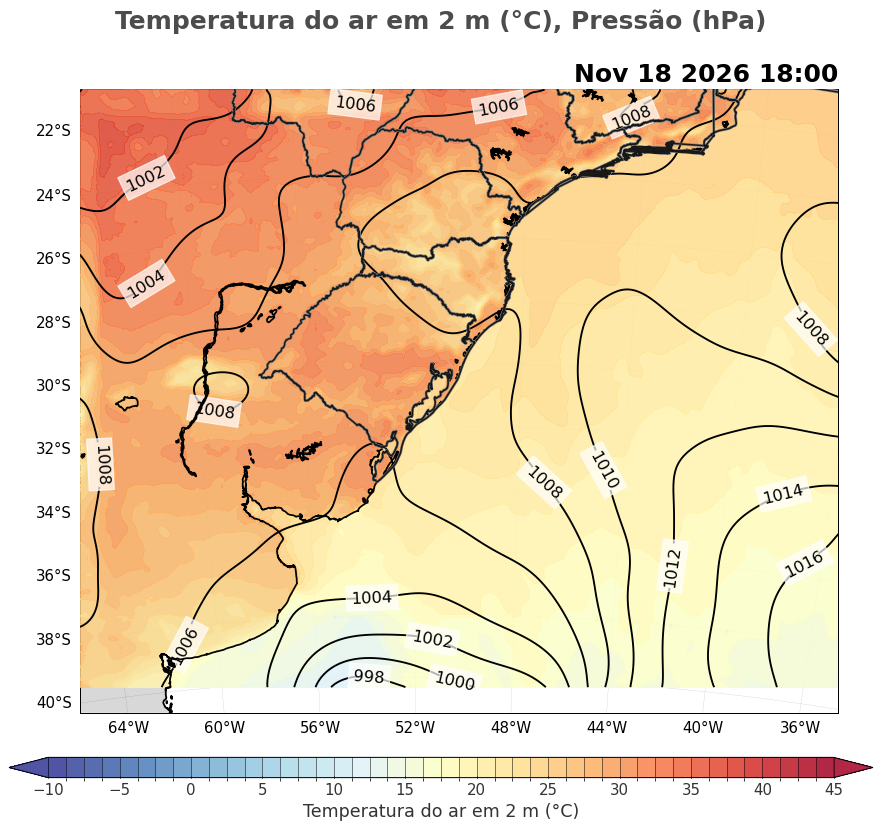 Temperatura do ar em 2 m (°C), Pressão (hPa)
Nov 18 2026 18:00
1006
1006
1008
22°S
1002
24°S
26°S
1004
28°S
1008
30°S
1008
32°S
1008
1008
1010
1014
34°S
1012
1016
36°S
1004
1002
38°S
1006
998
1000
40°S
64°W 60°W 56°W 52°W 48°W 44°W 40°W 36°W
−10 −5 0 5 10 15 20 25 30 35 40 45
Temperatura do ar em 2 m (°C)